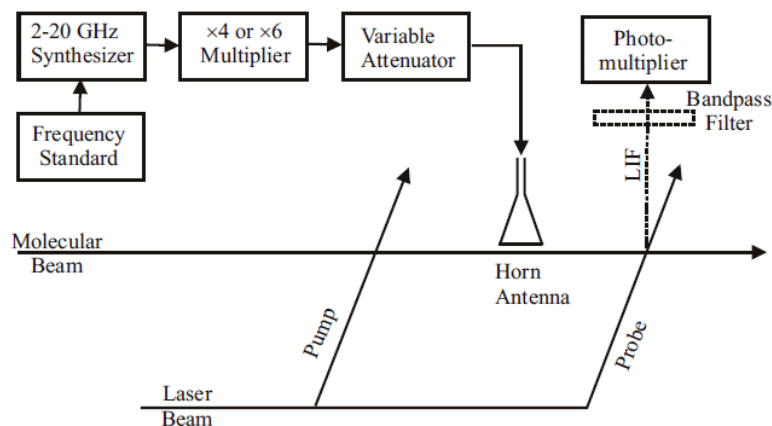 2-20 GHz
Synthesizer
×4 or ×6
Multiplier
Variable
Attenuator
Photo-
multiplier
Bandpass
Filter
Frequency
Standard
LIF
Molecular
Beam
Horn
Antenna
Pump
Probe
Laser
Beam